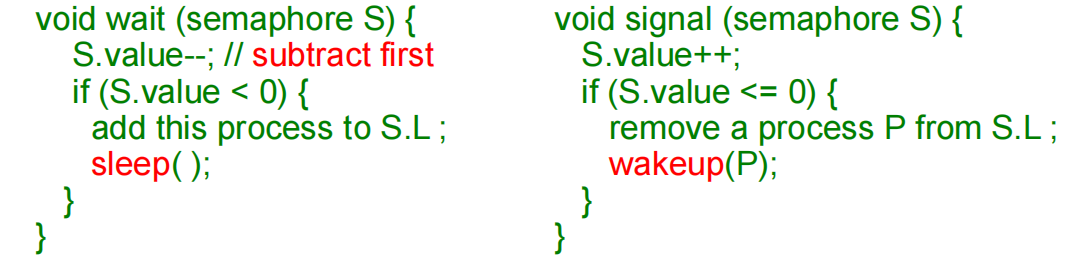 void wait (semaphore S) {
S.value--; // subtract first
if (S.value < 0) {
add this process to S.L ;
sleep( );
}
}
void signal (semaphore S) {
S.value++;
if (S.value <= 0) {
remove a process P from S.L ;
wakeup(P);
}
}